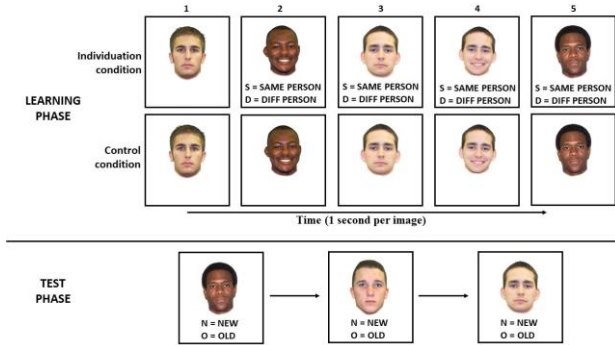 1 2 3 4 5
Individuation
condition
S = SAME PERSON S = SAME PERSON S = SAME PERSON S = SAME PERSON
D = DIFF PERSON D = DIFF PERSON D = DIFF PERSON D = DIFF PERSON
LEARNING
PHASE
Control
condition
Time (1 second per image)
TEST
PHASE
N = NEW N = NEW N = NEW
O = OLD O = OLD O = OLD